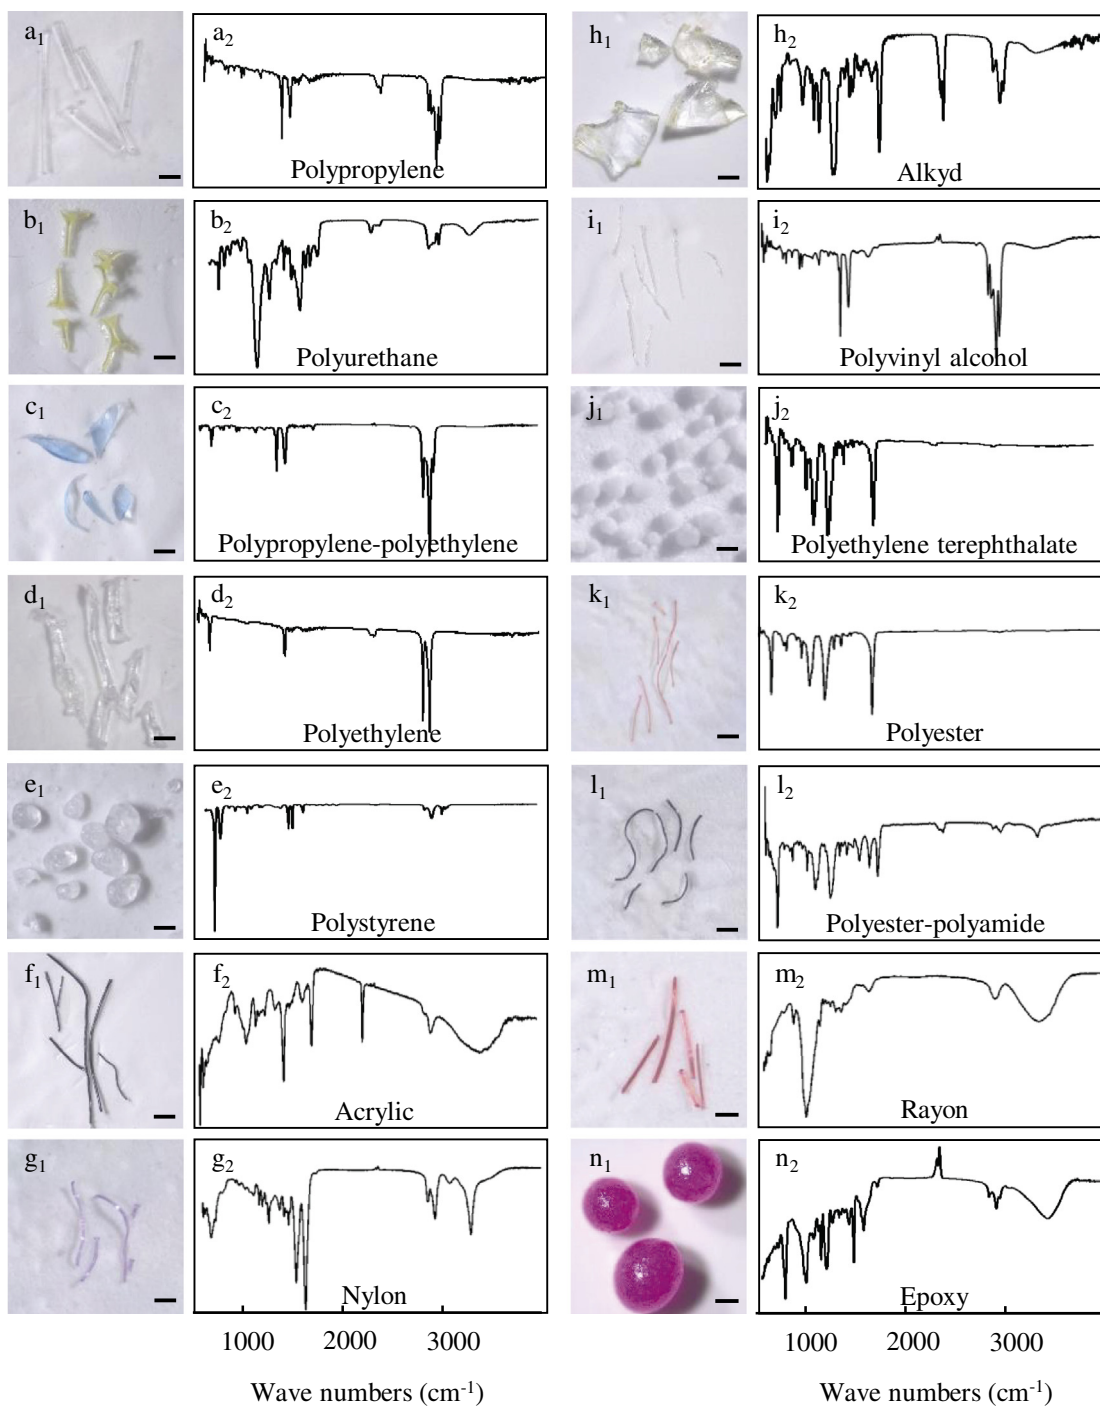 a1
a2
Polypropylene
b1
b2
Polyurethane
c1
c2
Polypropylene-polyethylene
d1
d2
Polyethylene
e1
e2
Polystyrene
f1
f2
Acrylic
g1
g2
Nylon
1000 2000 3000
Wave numbers (cm-1)
h1
h2
Alkyd
i1
i2
Polyvinyl alcohol
j1
j2
Polyethylene terephthalate
k1
k2
Polyester
l1
l2
Polyester-polyamide
m1
m2
Rayon
n1
n2
Epoxy
1000 2000 3000
Wave numbers (cm-1)